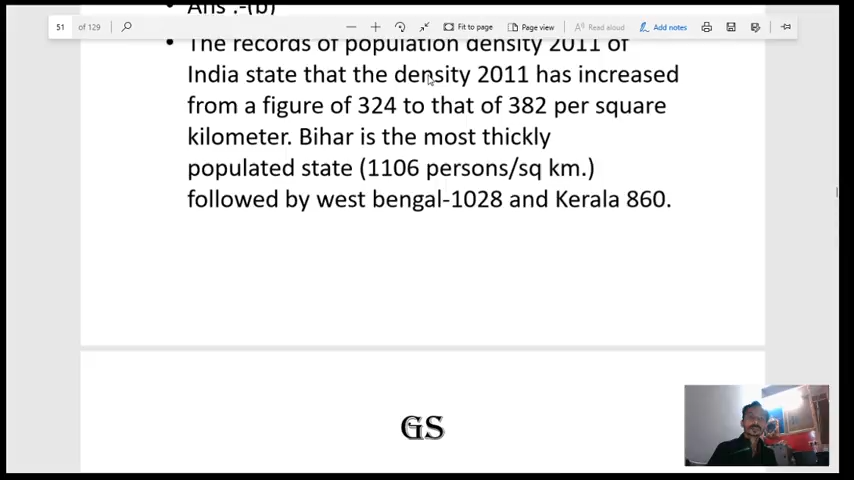 • Ans :-(b)
51 of 129
Fit to page
Page view
Read aloud
Add notes
• The records of population density 2011 of
India state that the density 2011 has increased
from a figure of 324 to that of 382 per square
kilometer. Bihar is the most thickly
populated state (1106 persons/sq km.)
followed by west bengal-1028 and Kerala 860.
GS